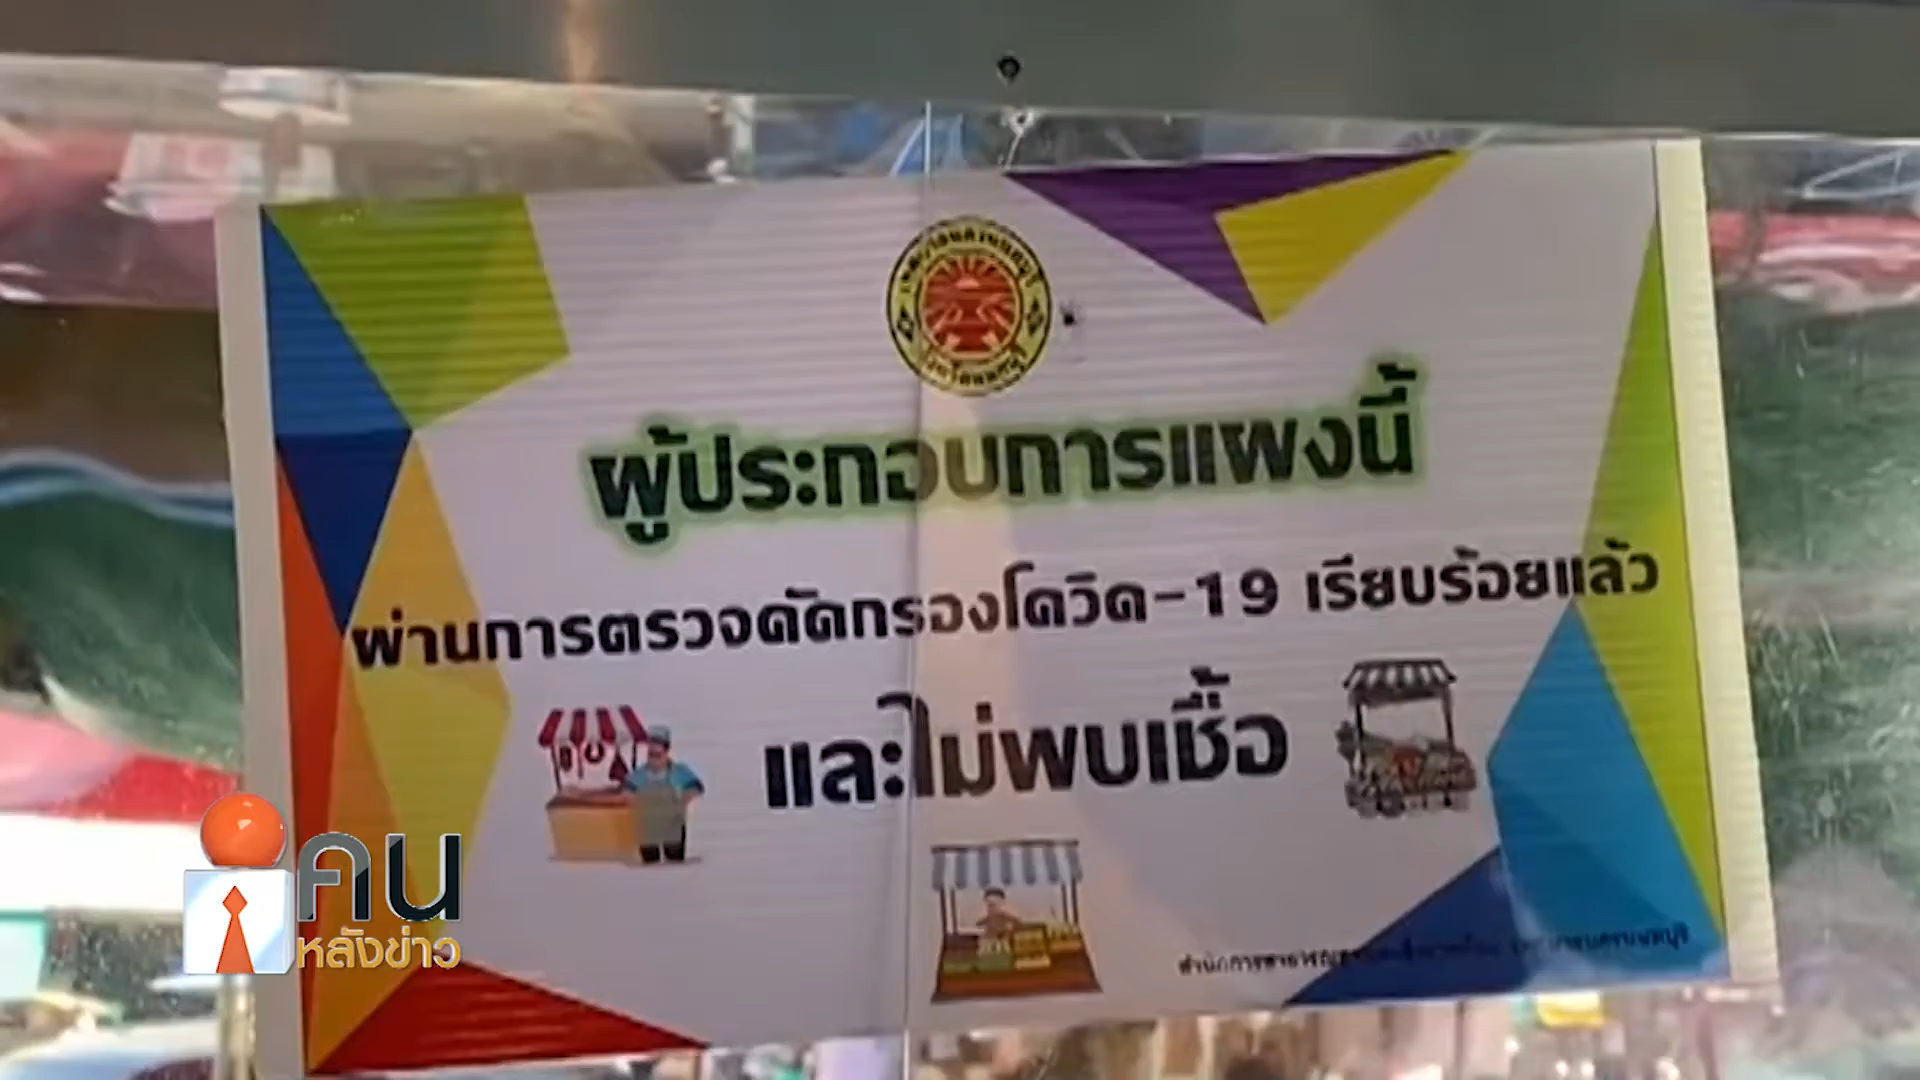 ผู้ประกอบการแผงนี้
ผ่านการตรวจคัดกรองโควิด-19 เรียบร้อยแล้ว
และไม่พบเชื้อ
คน
หลังข่าว